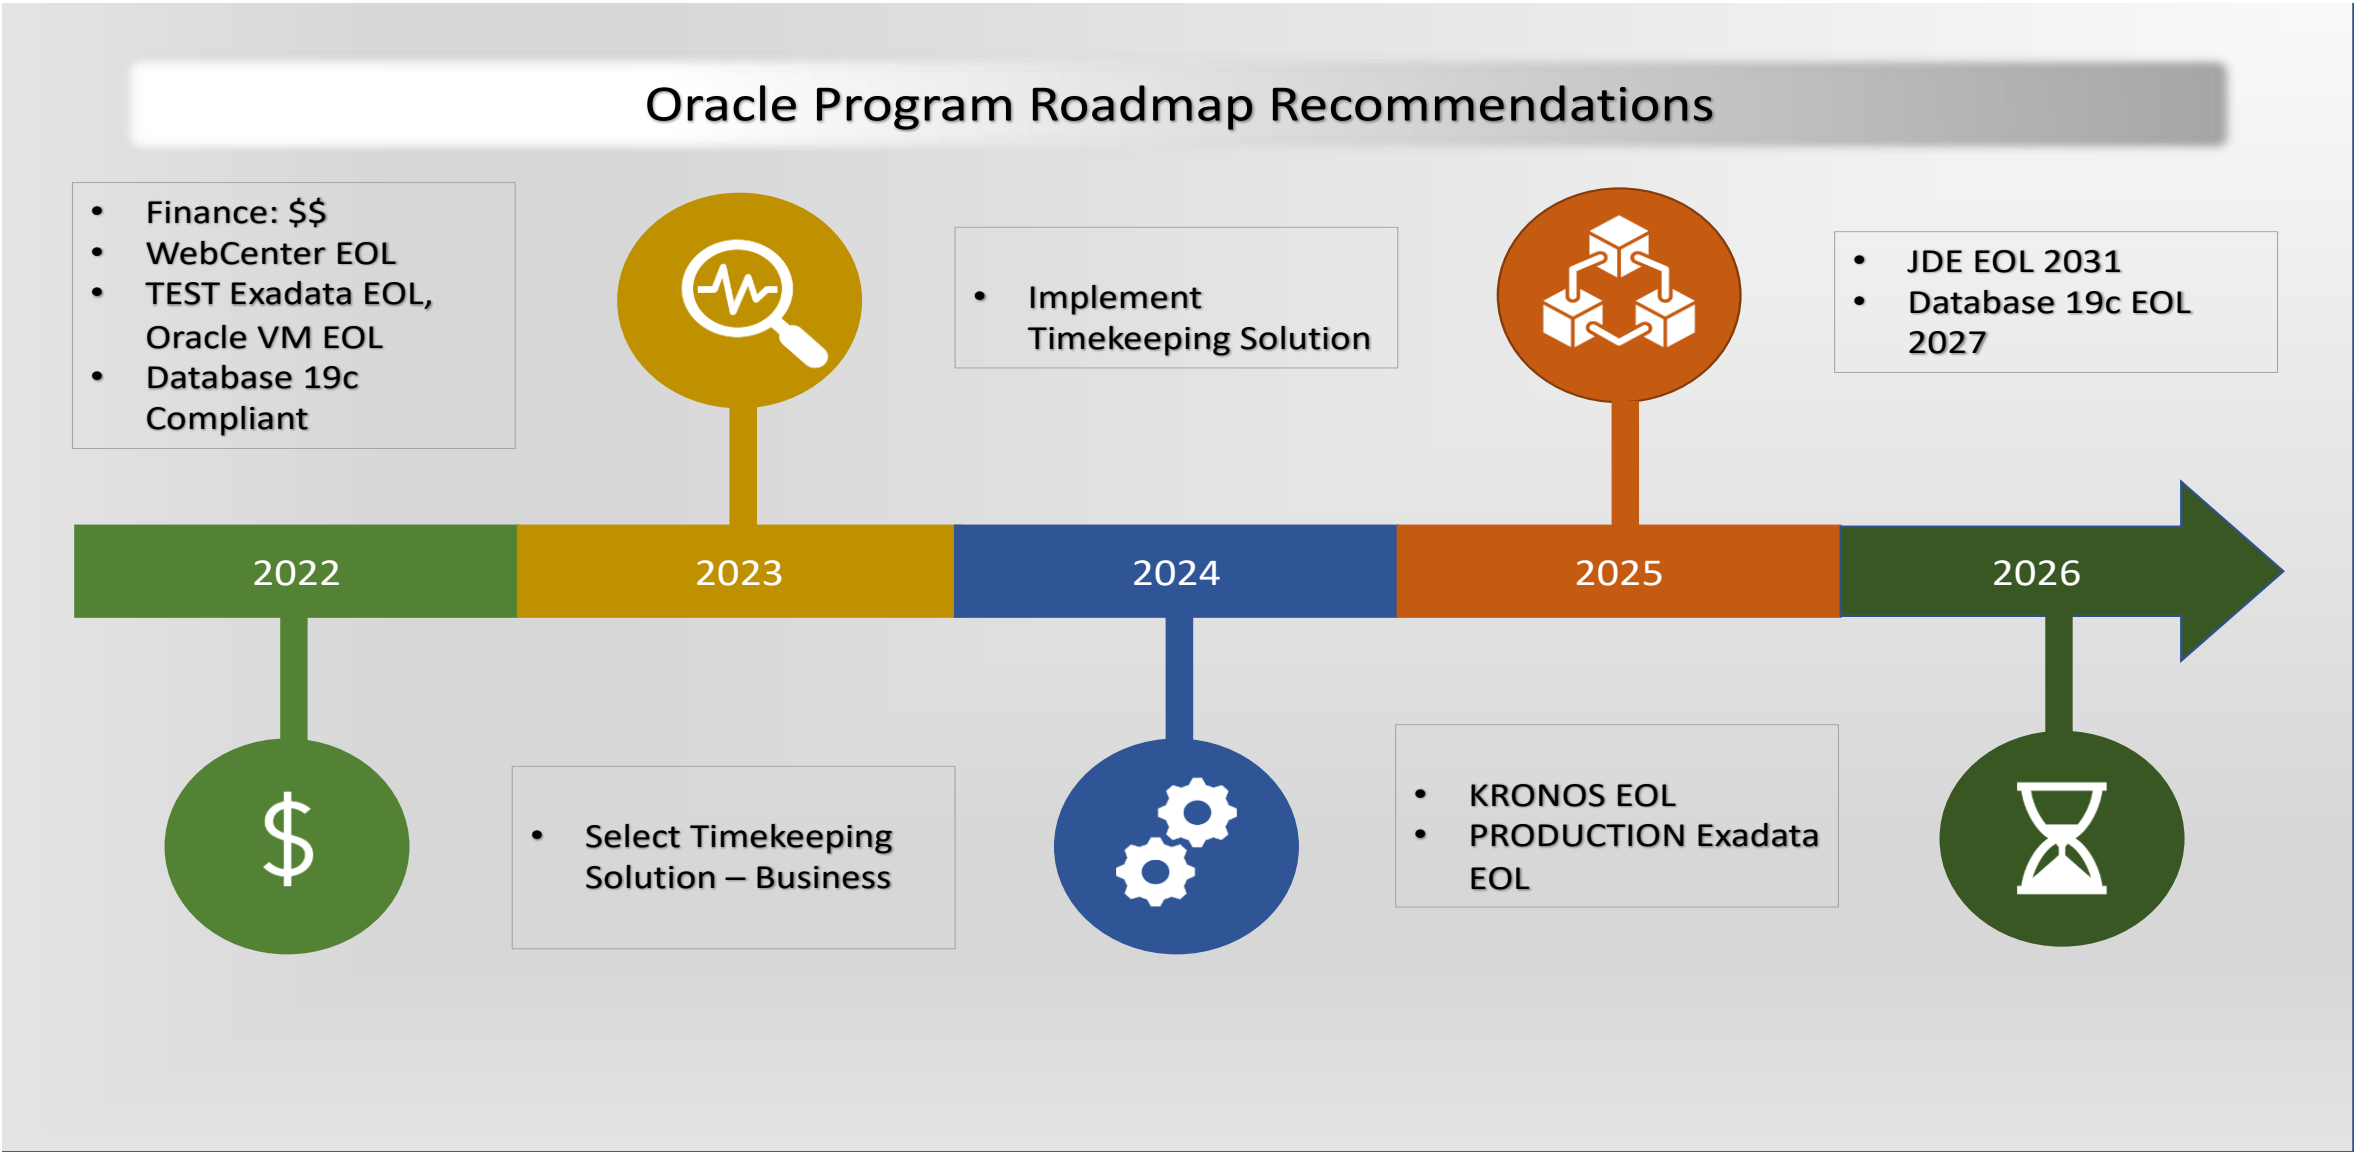 Oracle Program Roadmap Recommendations
• Finance: $$
• WebCenter EOL
• TEST Exadata EOL,
Oracle VM EOL
• Database 19c
Compliant
• Implement
Timekeeping Solution
• JDE EOL 2031
• Database 19c EOL
2027
2022
2023
2024
2025
2026
$
• Select Timekeeping
Solution – Business
• KRONOS EOL
• PRODUCTION Exadata
EOL